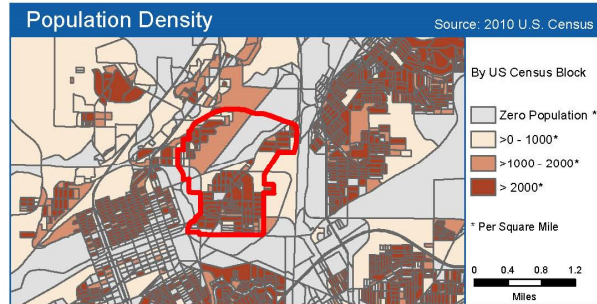 Population Density
Source: 2010 U.S. Census
By US Census Block
Zero Population *
>0 - 1000*
>1000 - 2000*
> 2000*
* Per Square Mile
0 0.4 0.8 1.2
Miles